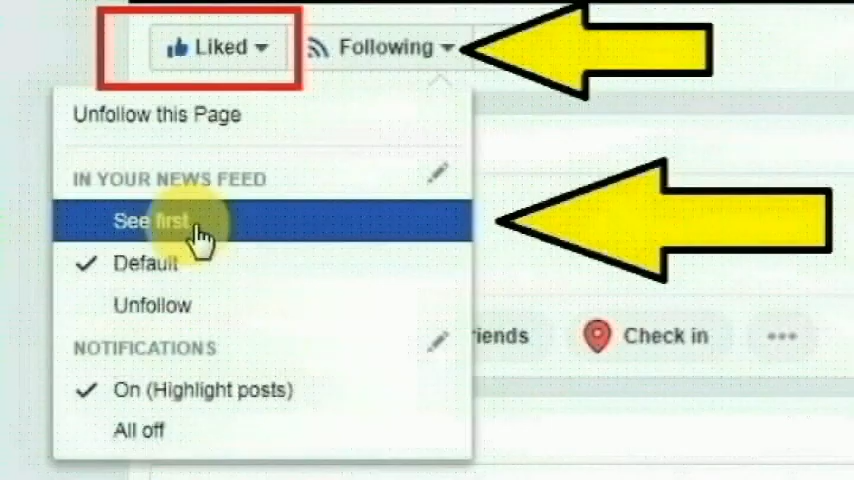 Liked Following
Unfollow this Page
IN YOUR NEWS FEED
See first
Default
Unfollow
riends Check in
NOTIFICATIONS
On (Highlight posts)
All off